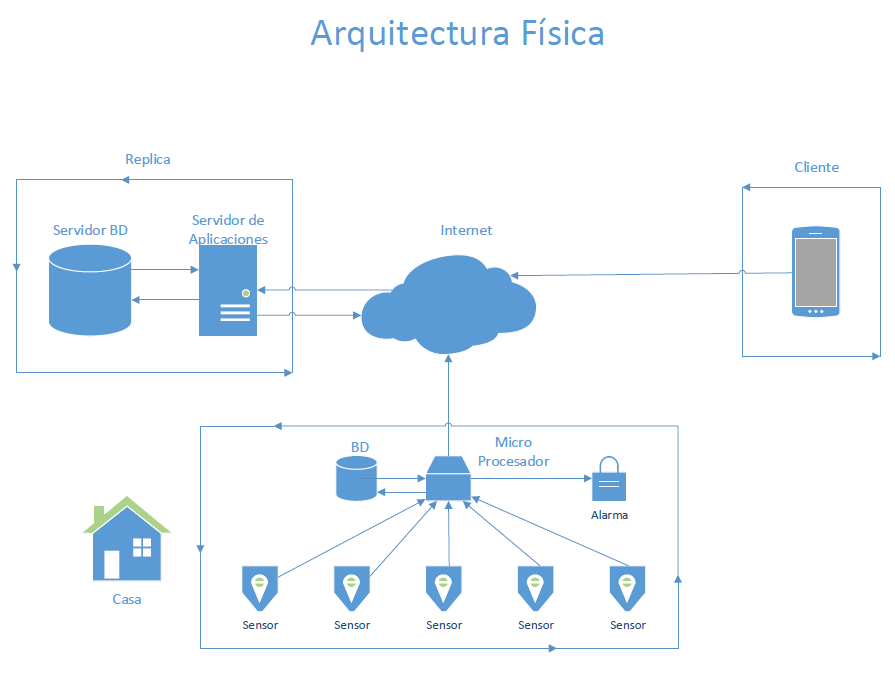 Arquitectura Física
Replica
Cliente
Servidor BD
Servidor de
Aplicaciones
Internet
BD
Micro
Procesador
Alarma
Casa
Sensor
Sensor
Sensor
Sensor
Sensor